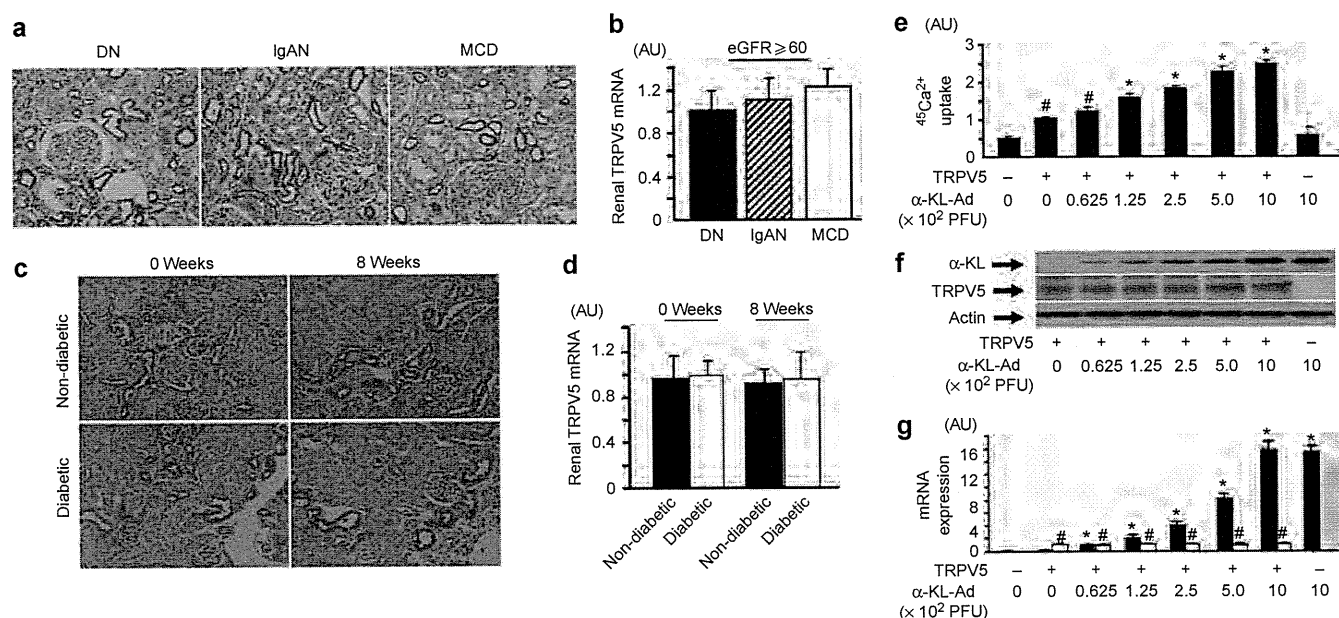 a
DN IgAN MCD
b
(AU)
eGFR ≥ 60
Renal TRPV5 mRNA
1.2
0.8
0.4
0
DN IgAN MCD
c
0 Weeks 8 Weeks
Non-diabetic
Diabetic
d
(AU)
0 Weeks 8 Weeks
Renal TRPV5 mRNA
1.2
0.8
0.4
0
Non-diabetic Diabetic Non-diabetic Diabetic
e
(AU)
45Ca2+
uptake
3
2
1
0
# # * * * *
TRPV5 – + + + + + + –
α-KL-Ad 0 0 0.625 1.25 2.5 5.0 10 10
(× 10² PFU)
f
α-KL
TRPV5
Actin
TRPV5 + + + + + + –
α-KL-Ad 0 0.625 1.25 2.5 5.0 10 10
(× 10² PFU)
g
(AU)
mRNA
expression
16
12
8
4
0
# * # * # * # * # * # *
TRPV5 – + + + + + + –
α-KL-Ad 0 0 0.625 1.25 2.5 5.0 10 10
(× 10² PFU)